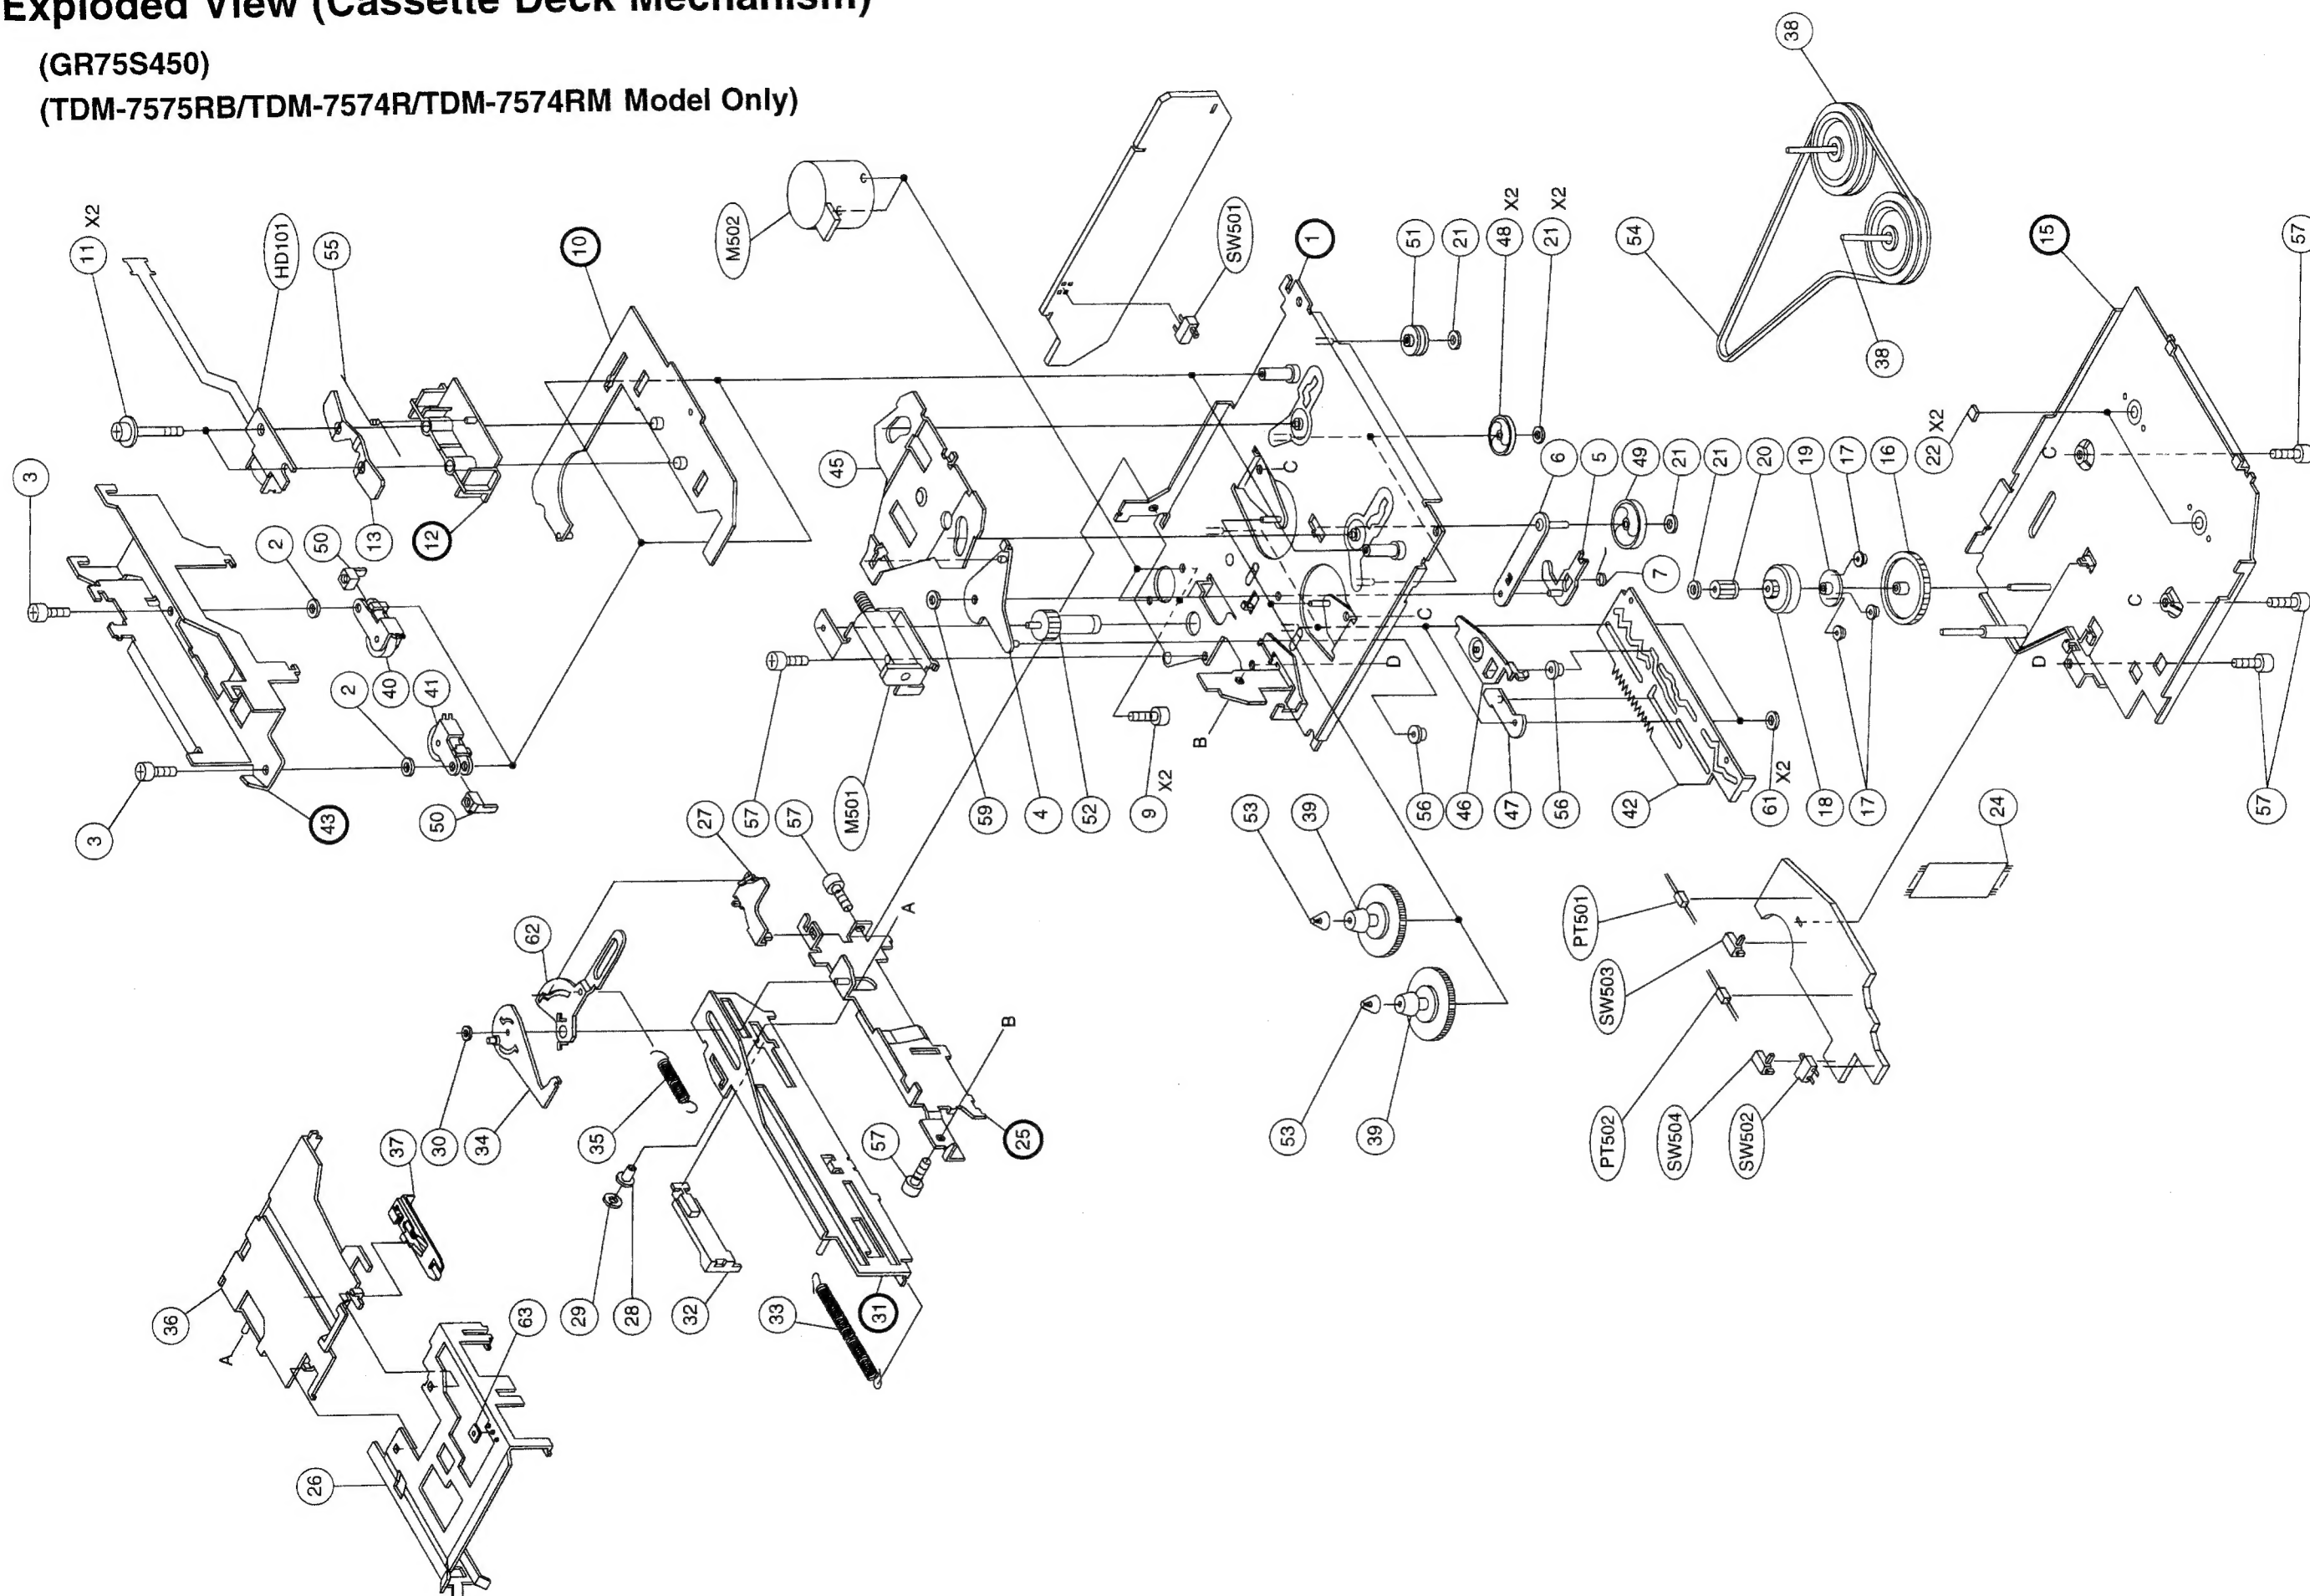 Exploded View (Cassette Deck Mechanism)
(GR75S450)
(TDM-7575RB/TDM-7574R/TDM-7574RM Model Only)
38
11 X2
HD101
55
10
M502
SW501
1
51
21
48 X2
21 X2
54
15
57
3
2
50
13
12
45
38
22 X2
C
C
6
5
49
21
21
20
19
17
16
7
C
C
D
D
2
40
41
3
43
50
57
M501
59
4
52
9 X2
B
56
46
47
56
42
61 X2
18
17
57
27
57
53
39
24
A
62
PT501
SW503
B
30
34
35
57
25
53
39
PT502
SW504
SW502
37
36
A
63
29
28
32
33
31
26